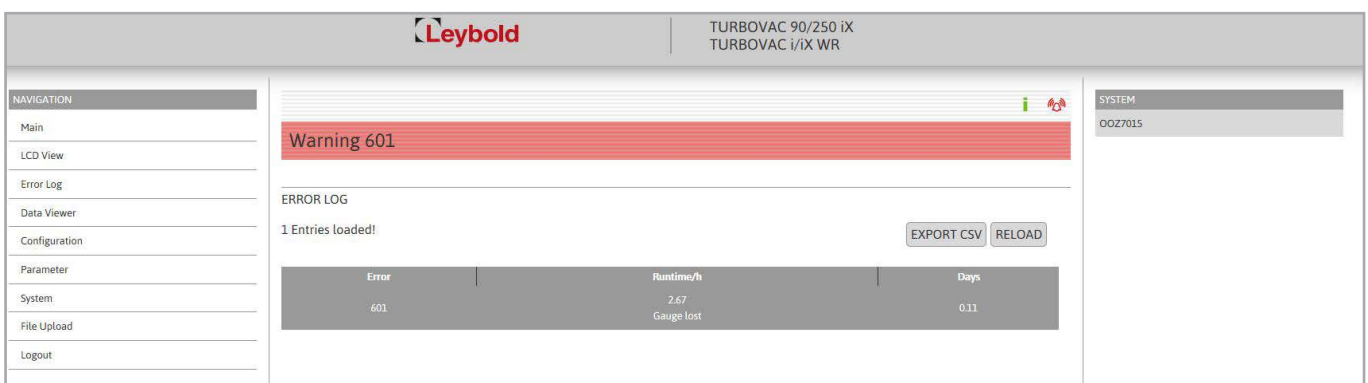 Leybold
TURBOVAC 90/250 iX
TURBOVAC i/iX WR
NAVIGATION
Main
LCD View
Error Log
Data Viewer
Configuration
Parameter
System
File Upload
Logout
Warning 601
ERROR LOG
1 Entries loaded!
EXPORT CSV RELOAD
Error Runtime/h Days
601 2.67 0.11
Gauge lost
SYSTEM
OOZ7015